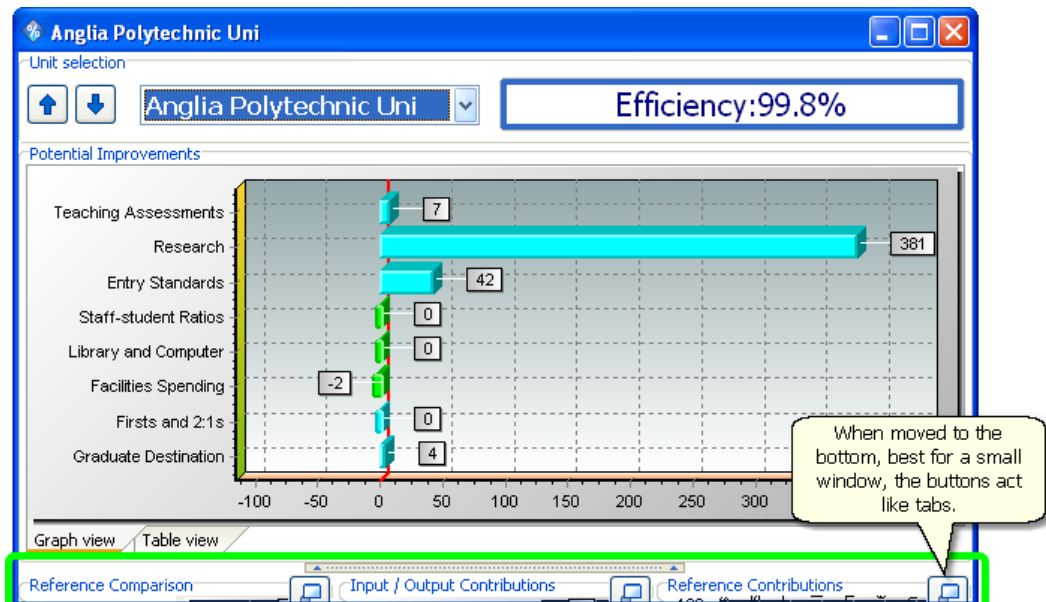 Anglia Polytechnic Uni
Unit selection
Anglia Polytechnic Uni
Efficiency:99.8%
Potential Improvements
Teaching Assessments
7
Research
381
Entry Standards
42
Staff-student Ratios
0
Library and Computer
0
Facilities Spending
-2
Firsts and 2:1s
0
Graduate Destination
4
-100 -50 0 50 100 150 200 250 300
When moved to the
bottom, best for a small
window, the buttons act
like tabs.
Graph view Table view
Reference Comparison Input / Output Contributions Reference Contributions